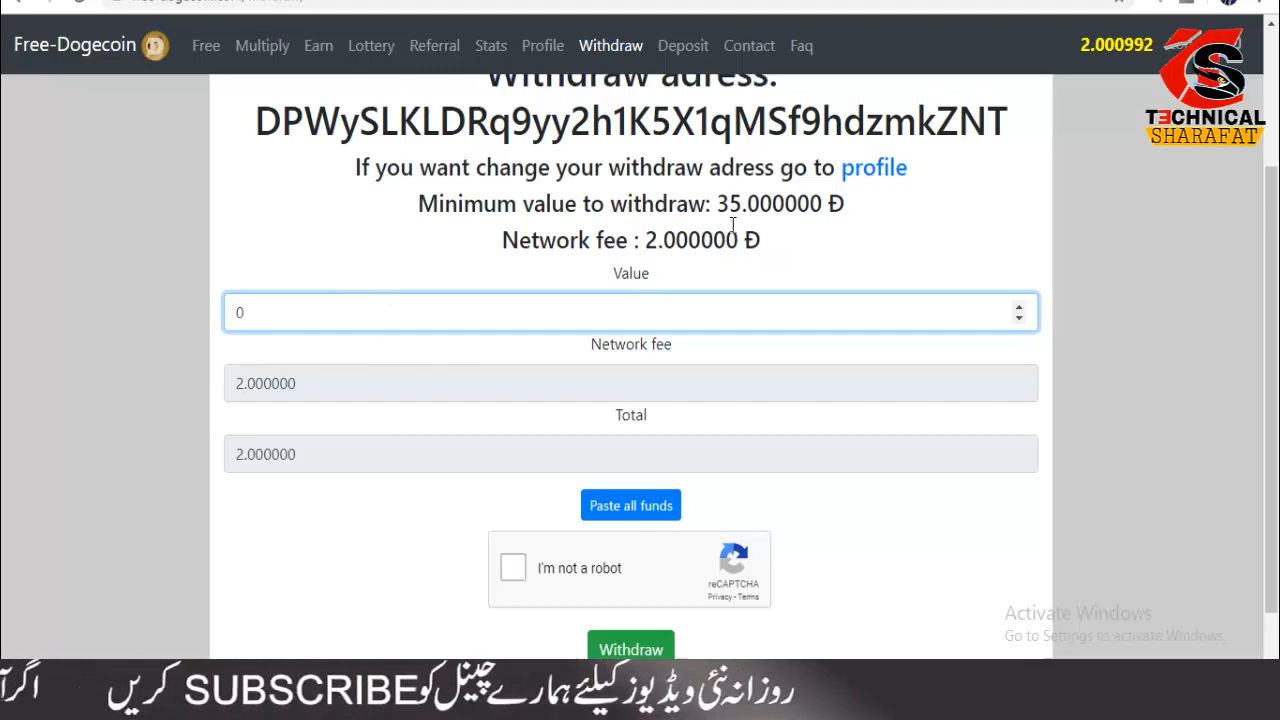 Free-Dogecoin Free Multiply Earn Lottery Referral Stats Profile Withdraw Deposit Contact Faq 2.000992
TECHNICAL
SHARAFAT
Withdraw adress:
DPWySLKLDRq9yy2h1K5X1qMSf9hdzmkZNT
If you want change your withdraw adress go to profile
Minimum value to withdraw: 35.000000 Đ
Network fee : 2.000000 Đ
Value
0
Network fee
2.000000
Total
2.000000
Paste all funds
I'm not a robot
reCAPTCHA
Privacy - Terms
Activate Windows
Go to Settings to activate Windows.
Withdraw
روزانہ نئی ویڈیوز کیلئے ہمارے چینل کو SUBSCRIBE کریں